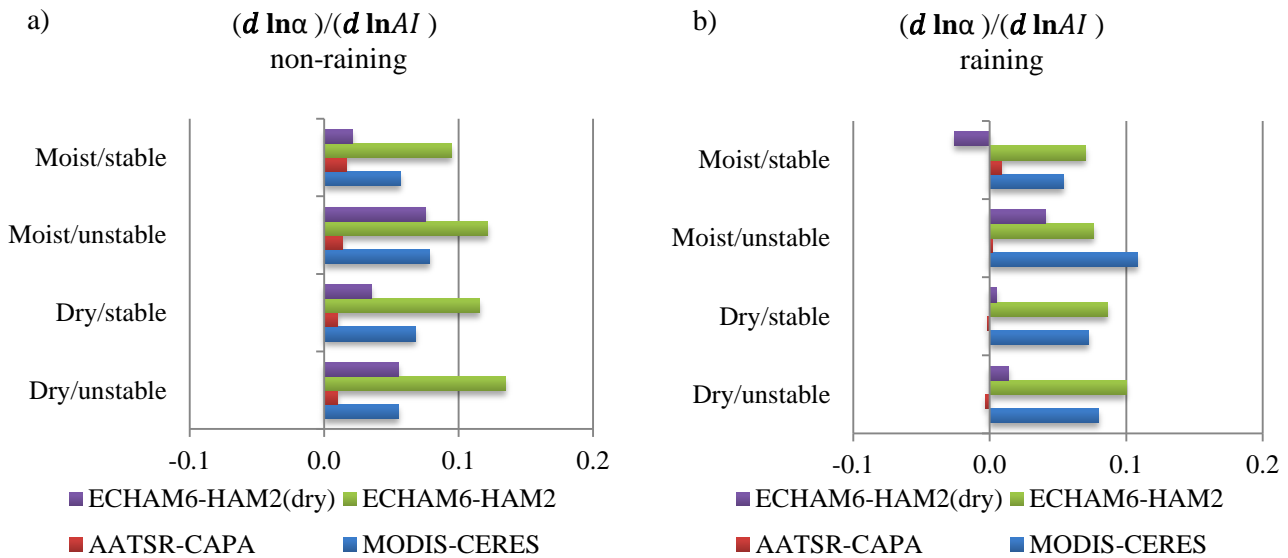 a)
(d lnα)/(d lnAI )
non-raining
Moist/stable
Moist/unstable
Dry/stable
Dry/unstable
-0.1 0.0 0.1 0.2
ECHAM6-HAM2(dry) ECHAM6-HAM2
AATSR-CAPA MODIS-CERES
b)
(d lnα)/(d lnAI )
raining
Moist/stable
Moist/unstable
Dry/stable
Dry/unstable
-0.1 0.0 0.1 0.2
ECHAM6-HAM2(dry) ECHAM6-HAM2
AATSR-CAPA MODIS-CERES